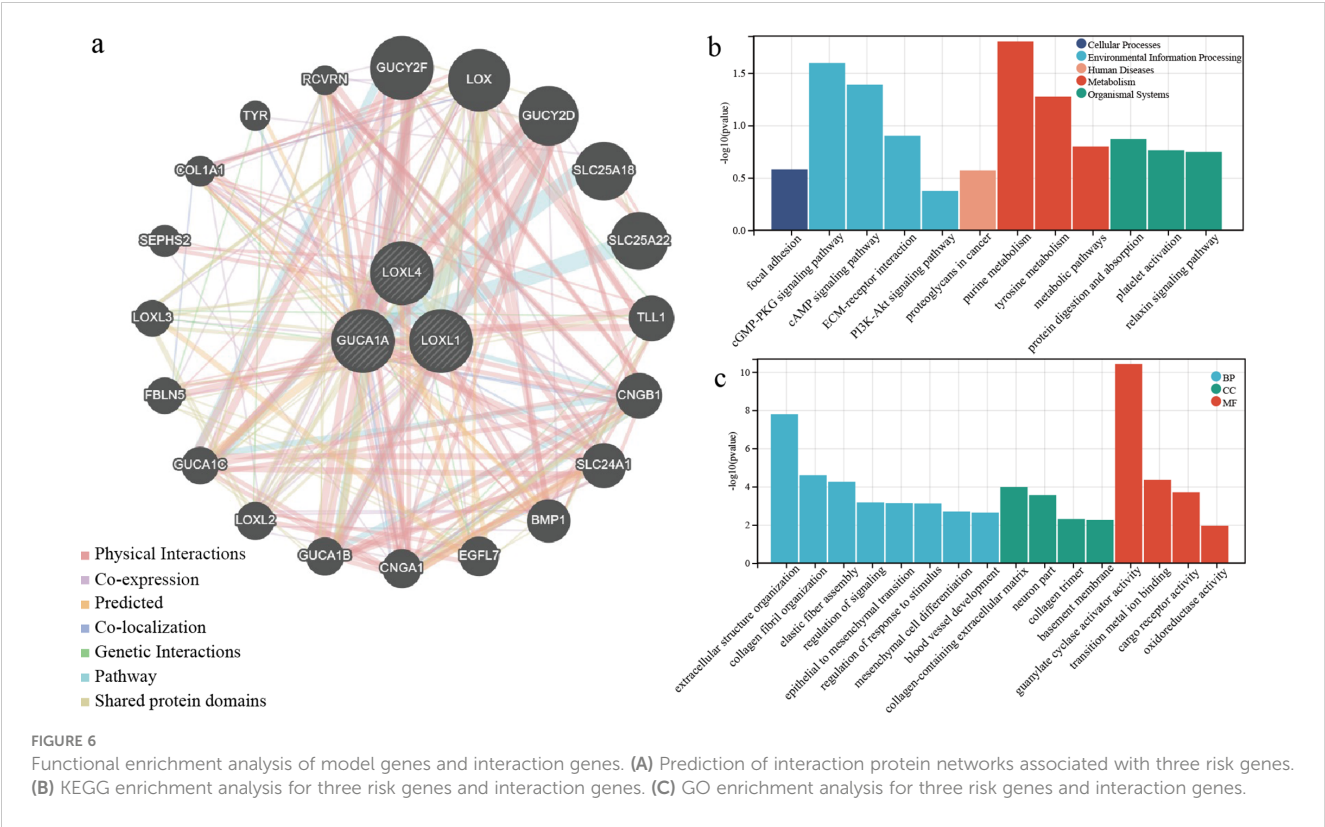 a
GUCY2F
LOX
RCVRN
GUCY2D
TYR
COL1A1
SLC25A18
SEPHS2
SLC25A22
LOXL4
LOXL3
TLL1
GUCA1A
LOXL1
FBLN5
CNGB1
GUCA1C
SLC24A1
LOXL2
BMP1
GUCA1B
CNGA1
EGFL7
Physical Interactions
Co-expression
Predicted
Co-localization
Genetic Interactions
Pathway
Shared protein domains
b
Cellular Processes
Environmental Information Processing
Human Diseases
Metabolism
Organismal Systems
-log10(pvalue)
1.5
1.0
0.5
0.0
focal adhesion
cGMP-PKG signaling pathway
cAMP signaling pathway
ECM-receptor interaction
PI3K-Akt signaling pathway
proteoglycans in cancer
purine metabolism
tyrosine metabolism
metabolic pathways
protein digestion and absorption
platelet activation
relaxin signaling pathway
c
BP
CC
MF
-log10(pvalue)
10
8
6
4
2
0
extracellular structure organization
collagen fibril organization
elastic fiber assembly
regulation of signaling
epithelial to mesenchymal transition
regulation of response to stimulus
mesenchymal cell differentiation
blood vessel development
collagen-containing extracellular matrix
neuron part
collagen trimer
basement membrane
guanylate cyclase activator activity
transition metal ion binding
cargo receptor activity
oxidoreductase activity
FIGURE 6
Functional enrichment analysis of model genes and interaction genes. (A) Prediction of interaction protein networks associated with three risk genes.
(B) KEGG enrichment analysis for three risk genes and interaction genes. (C) GO enrichment analysis for three risk genes and interaction genes.